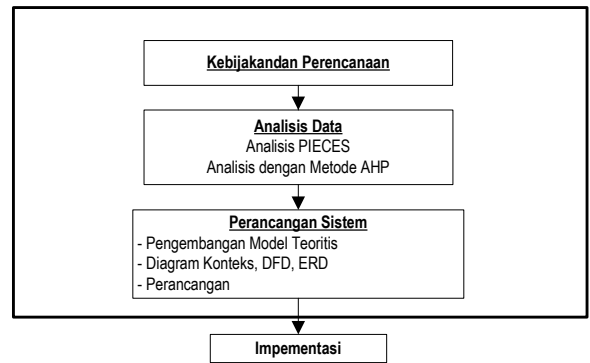 Kebijakandan Perencanaan
Analisis Data
Analisis PIECES
Analisis dengan Metode AHP
Perancangan Sistem
- Pengembangan Model Teoritis
- Diagram Konteks, DFD, ERD
- Perancangan
Impementasi